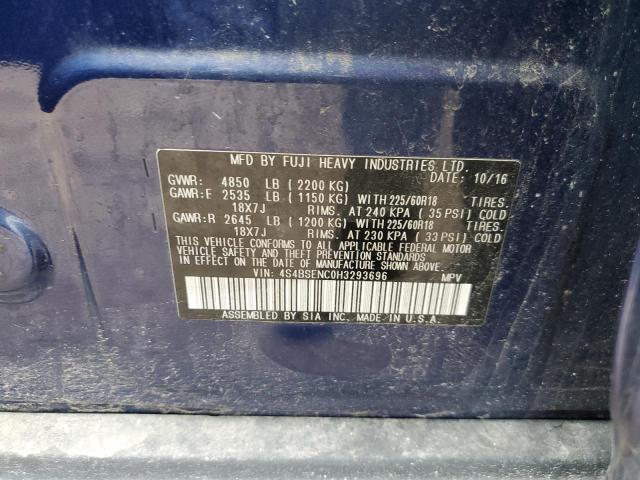 MFD BY FUJI HEAVY INDUSTRIES LTD.
DATE: 10/16
GVWR: 4850 LB ( 2200 KG)
GAWR:F 2535 LB ( 1150 KG) WITH 225/60R18 TIRES.
18X7J RIMS. AT 240 KPA ( 35 PSI) COLD
GAWR:R 2645 LB ( 1200 KG) WITH 225/60R18 TIRES.
18X7J RIMS. AT 230 KPA ( 33 PSI) COLD
THIS VEHICLE CONFORMS TO ALL APPLICABLE FEDERAL MOTOR
VEHICLE SAFETY AND THEFT PREVENTION STANDARDS
IN EFFECT ON THE DATE OF MANUFACTURE SHOWN ABOVE.
VIN: 4S4BSENC0H3293696 MPV
ASSEMBLED BY SIA INC. MADE IN U.S.A.